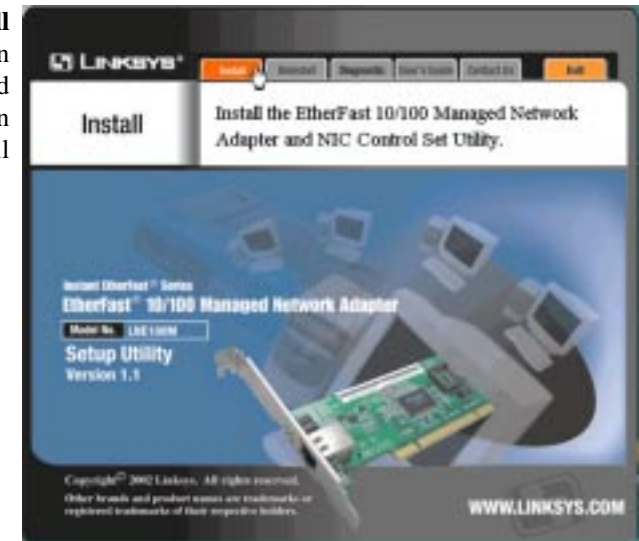 ll
n
d
n
ll
LINKSYS®
Install Uninstall Diagnostic User's Guide Contact Us Exit
Install
Install the EtherFast 10/100 Managed Network
Adapter and NIC Control Set Utility.
Instant EtherFast® Series
EtherFast® 10/100 Managed Network Adapter
Model No. LNE100M
Setup Utility
Version 1.1
Copyright© 2002 Linksys, All rights reserved.
Other brands and product names are trademarks or
registered trademarks of their respective holders.
WWW.LINKSYS.COM